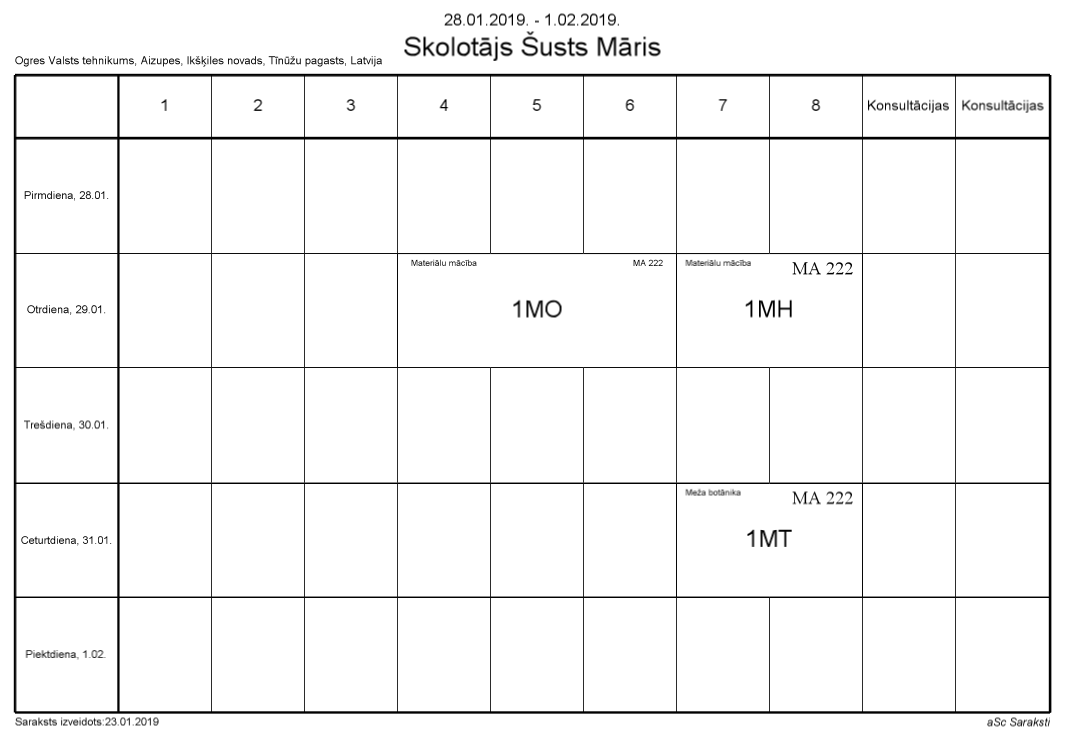 28.01.2019. - 1.02.2019.
Skolotājs Šusts Māris
Ogres Valsts tehnikums, Aizupes, Ikšķiles novads, Tīnūžu pagasts, Latvija
1 2 3 4 5 6 7 8 Konsultācijas Konsultācijas
Pirmdiena, 28.01.
Materiālu mācība MA 222 Materiālu mācība MA 222
Otrdiena, 29.01. 1MO 1MH
Trešdiena, 30.01.
Meža botānika MA 222
Ceturtdiena, 31.01. 1MT
Piektdiena, 1.02.
Saraksts izveidots:23.01.2019 aSc Saraksti